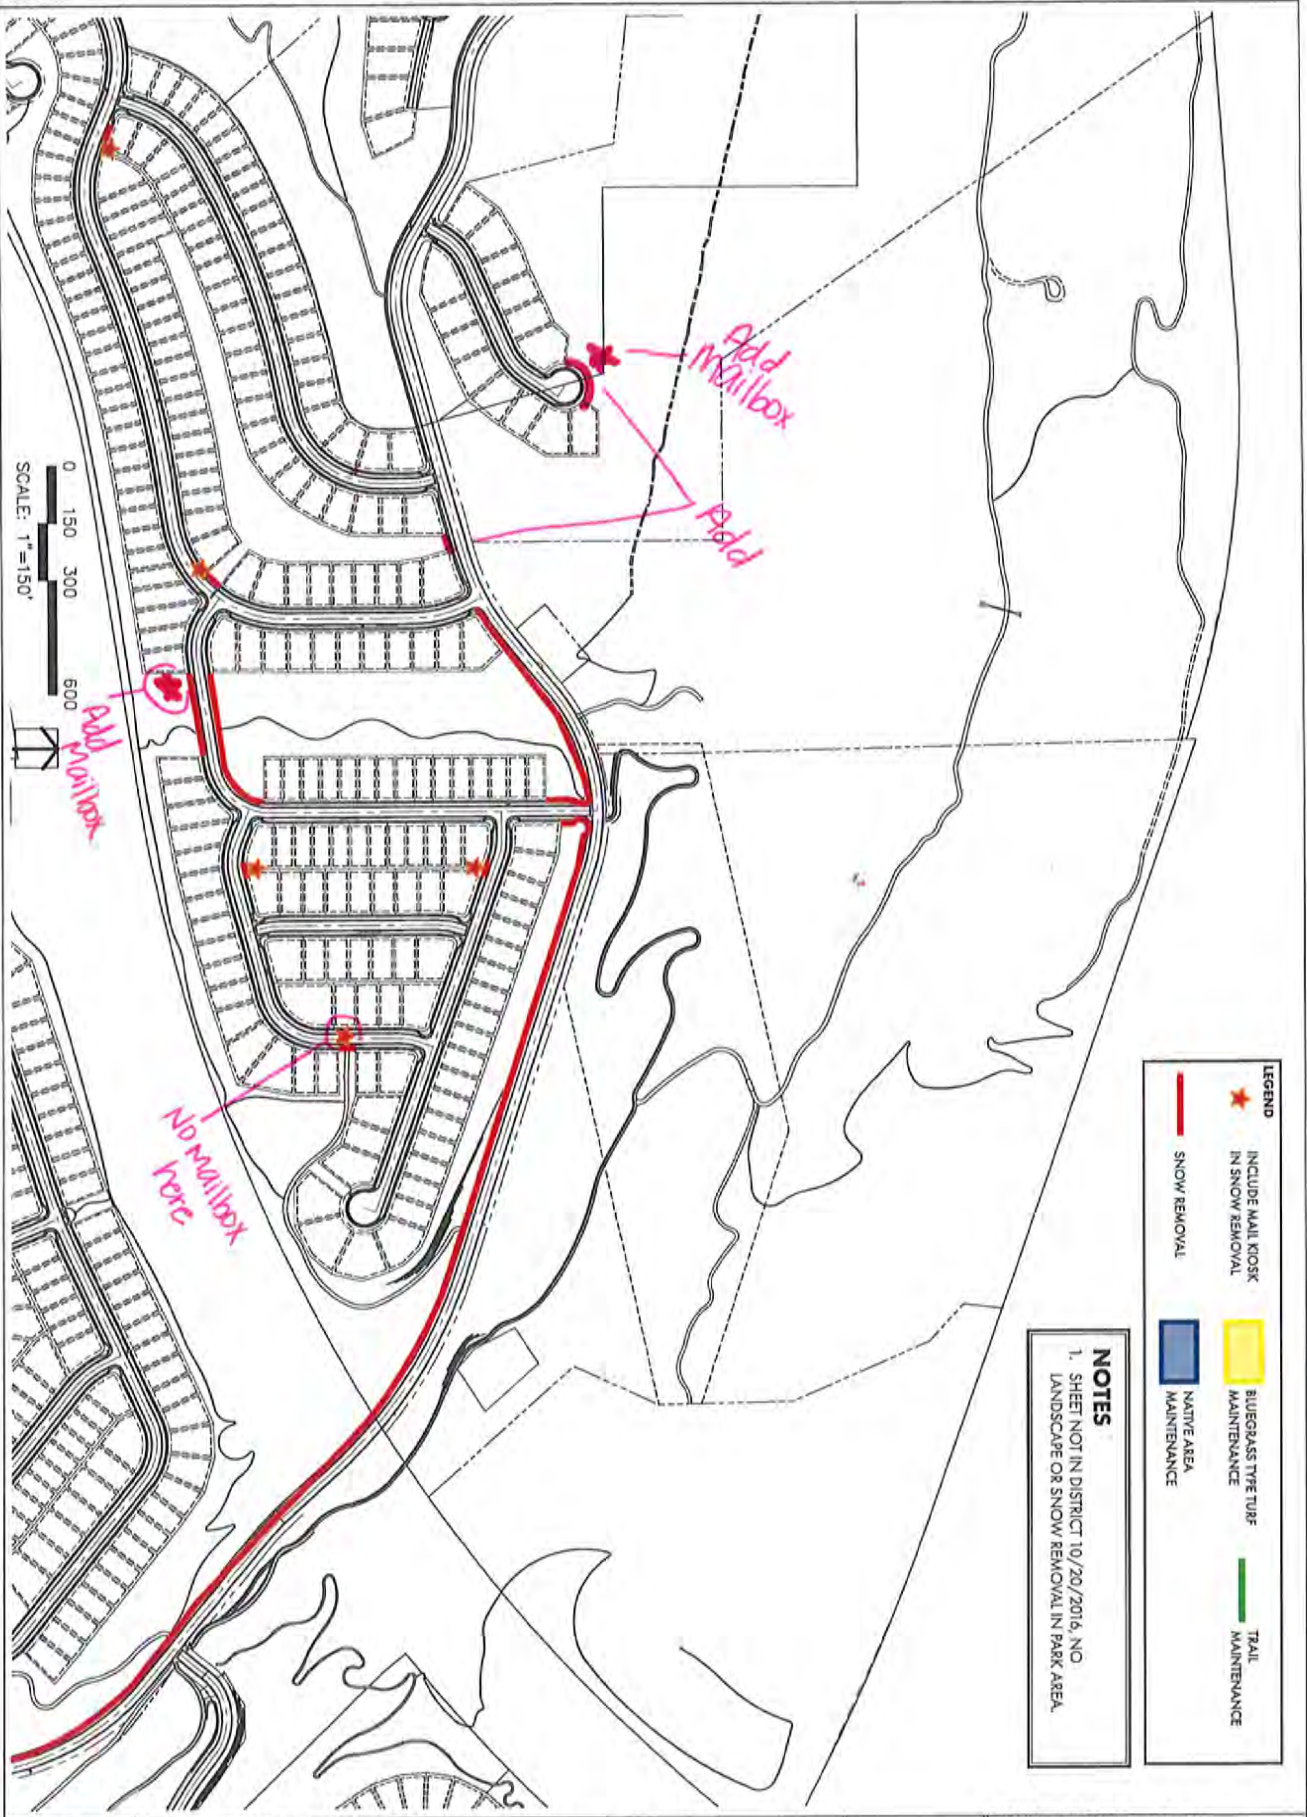 LEGEND
INCLUDE MAIL KIOSK
IN SNOW REMOVAL
SNOW REMOVAL
BLUEGRASS TYPE TURF
MAINTENANCE
NATIVE AREA
MAINTENANCE
TRAIL
MAINTENANCE
NOTES
1. SHEET NOT IN DISTRICT 10/20/2016, NO
LANDSCAPE OR SNOW REMOVAL IN PARK AREA.
Add
Mailbox
Add
Add
Mailbox
No mailbox
here
0 150 300 600
SCALE: 1"=150'